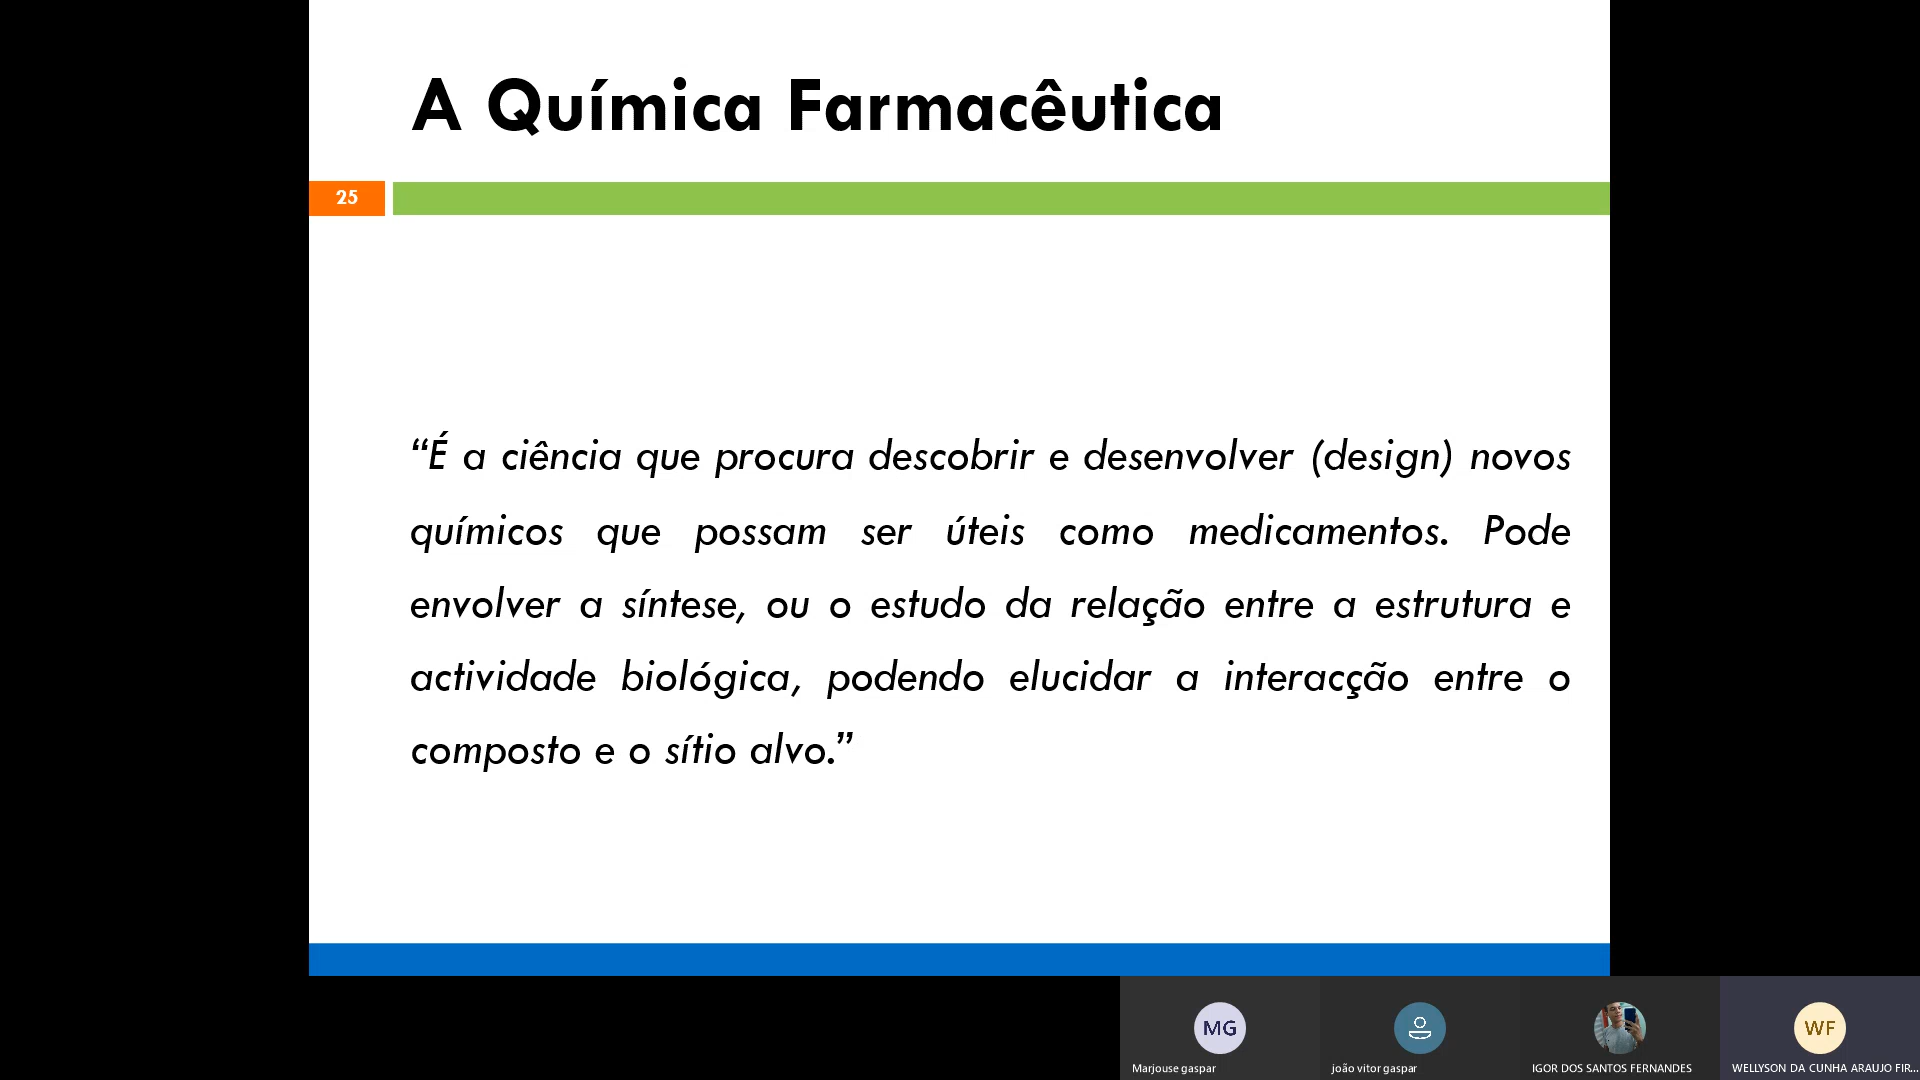 A Química Farmacêutica
25
“É a ciência que procura descobrir e desenvolver (design) novos
químicos que possam ser úteis como medicamentos. Pode
envolver a síntese, ou o estudo da relação entre a estrutura e
actividade biológica, podendo elucidar a interacção entre o
composto e o sítio alvo.”
MG
WF
Marjouse gaspar
joão vitor gaspar
IGOR DOS SANTOS FERNANDES
WELLYSON DA CUNHA ARAUJO FIR...